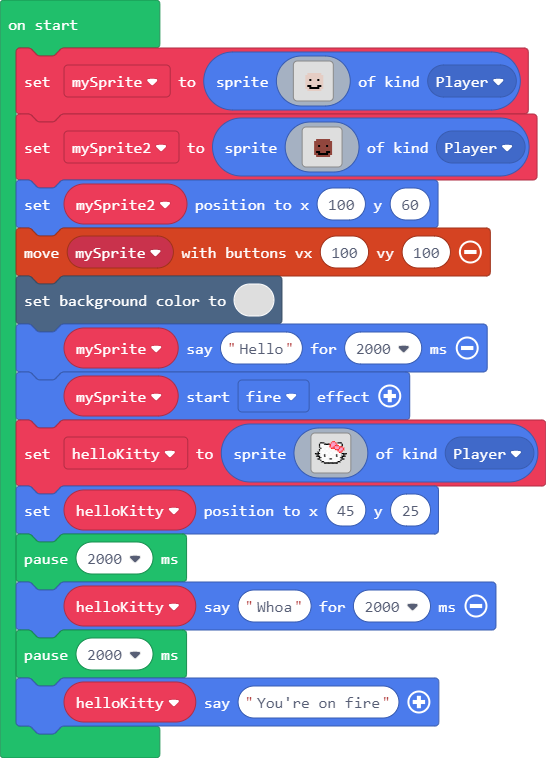 on start
set mySprite to sprite of kind Player
set mySprite2 to sprite of kind Player
set mySprite2 position to x 100 y 60
move mySprite with buttons vx 100 vy 100
set background color to
mySprite say "Hello" for 2000 ms
mySprite start fire effect
set helloKitty to sprite of kind Player
set helloKitty position to x 45 y 25
pause 2000 ms
helloKitty say "Whoa" for 2000 ms
pause 2000 ms
helloKitty say "You're on fire"